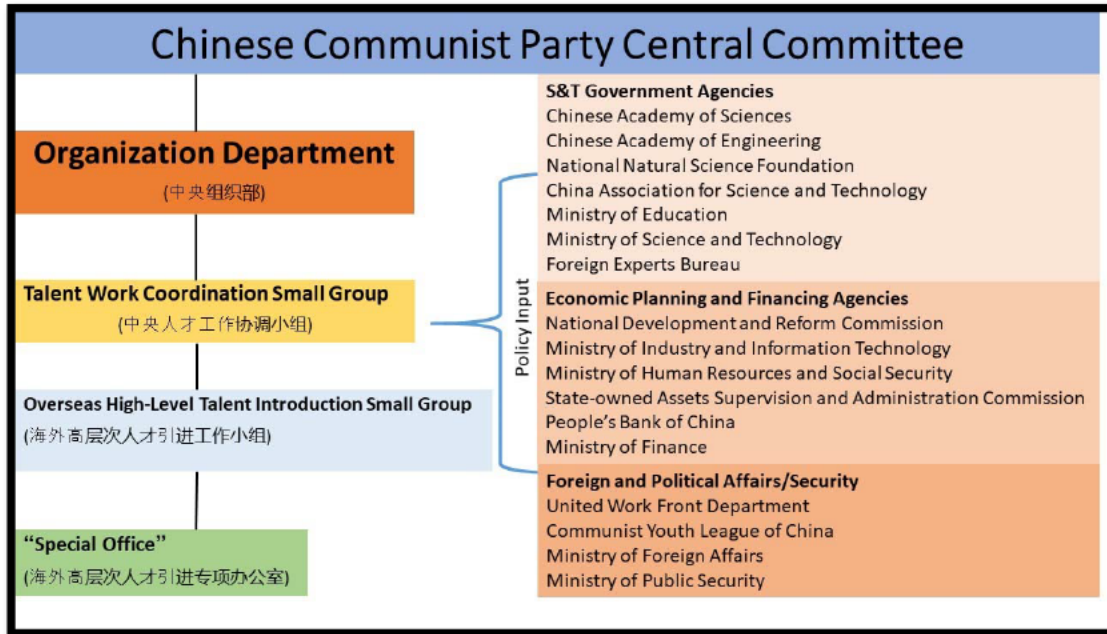 Chinese Communist Party Central Committee
Organization Department
(中央组织部)
Talent Work Coordination Small Group
(中央人才工作协调小组)
Overseas High-Level Talent Introduction Small Group
(海外高层次人才引进工作小组)
“Special Office”
(海外高层次人才引进专项办公室)
Policy Input
S&T Government Agencies
Chinese Academy of Sciences
Chinese Academy of Engineering
National Natural Science Foundation
China Association for Science and Technology
Ministry of Education
Ministry of Science and Technology
Foreign Experts Bureau
Economic Planning and Financing Agencies
National Development and Reform Commission
Ministry of Industry and Information Technology
Ministry of Human Resources and Social Security
State-owned Assets Supervision and Administration Commission
People’s Bank of China
Ministry of Finance
Foreign and Political Affairs/Security
United Work Front Department
Communist Youth League of China
Ministry of Foreign Affairs
Ministry of Public Security